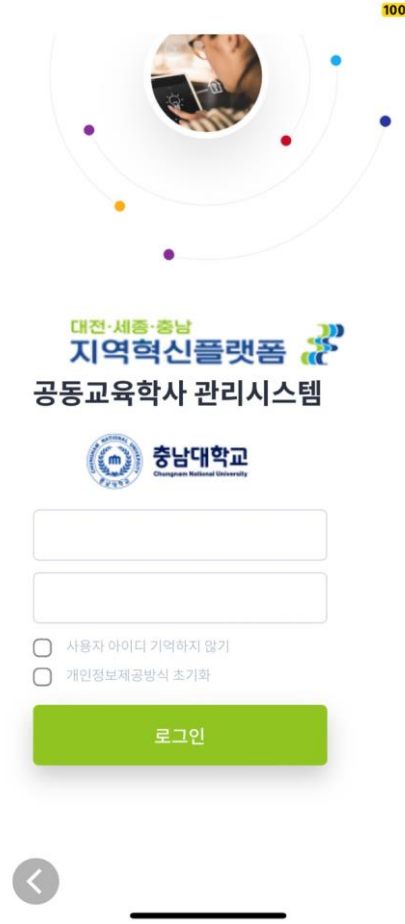 100
대전·세종·충남
지역혁신플랫폼
공동교육학사 관리시스템
충남대학교
Chungnam National University
사용자 아이디 기억하지 않기
개인정보제공방식 초기화
로그인